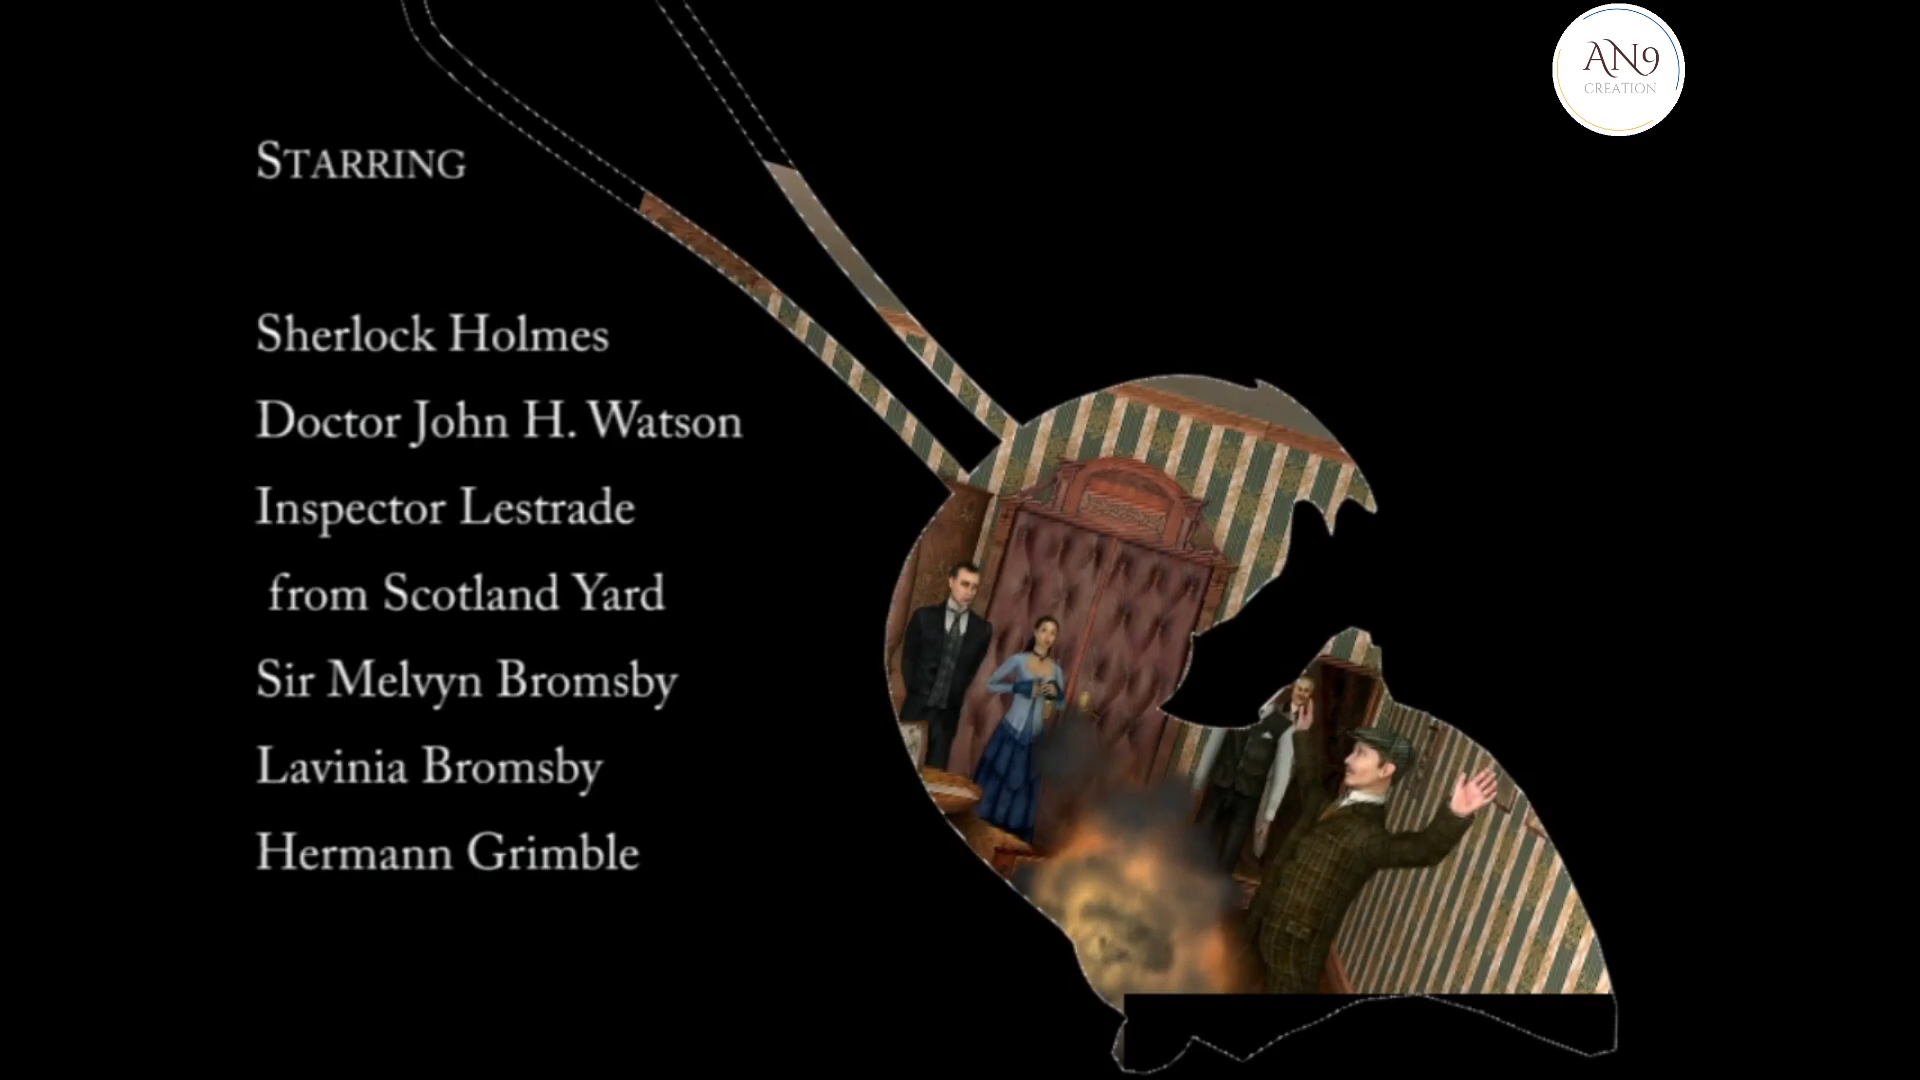 STARRING
Sherlock Holmes
Doctor John H. Watson
Inspector Lestrade
from Scotland Yard
Sir Melvyn Bromsby
Lavinia Bromsby
Hermann Grimble
AN9
CREATION